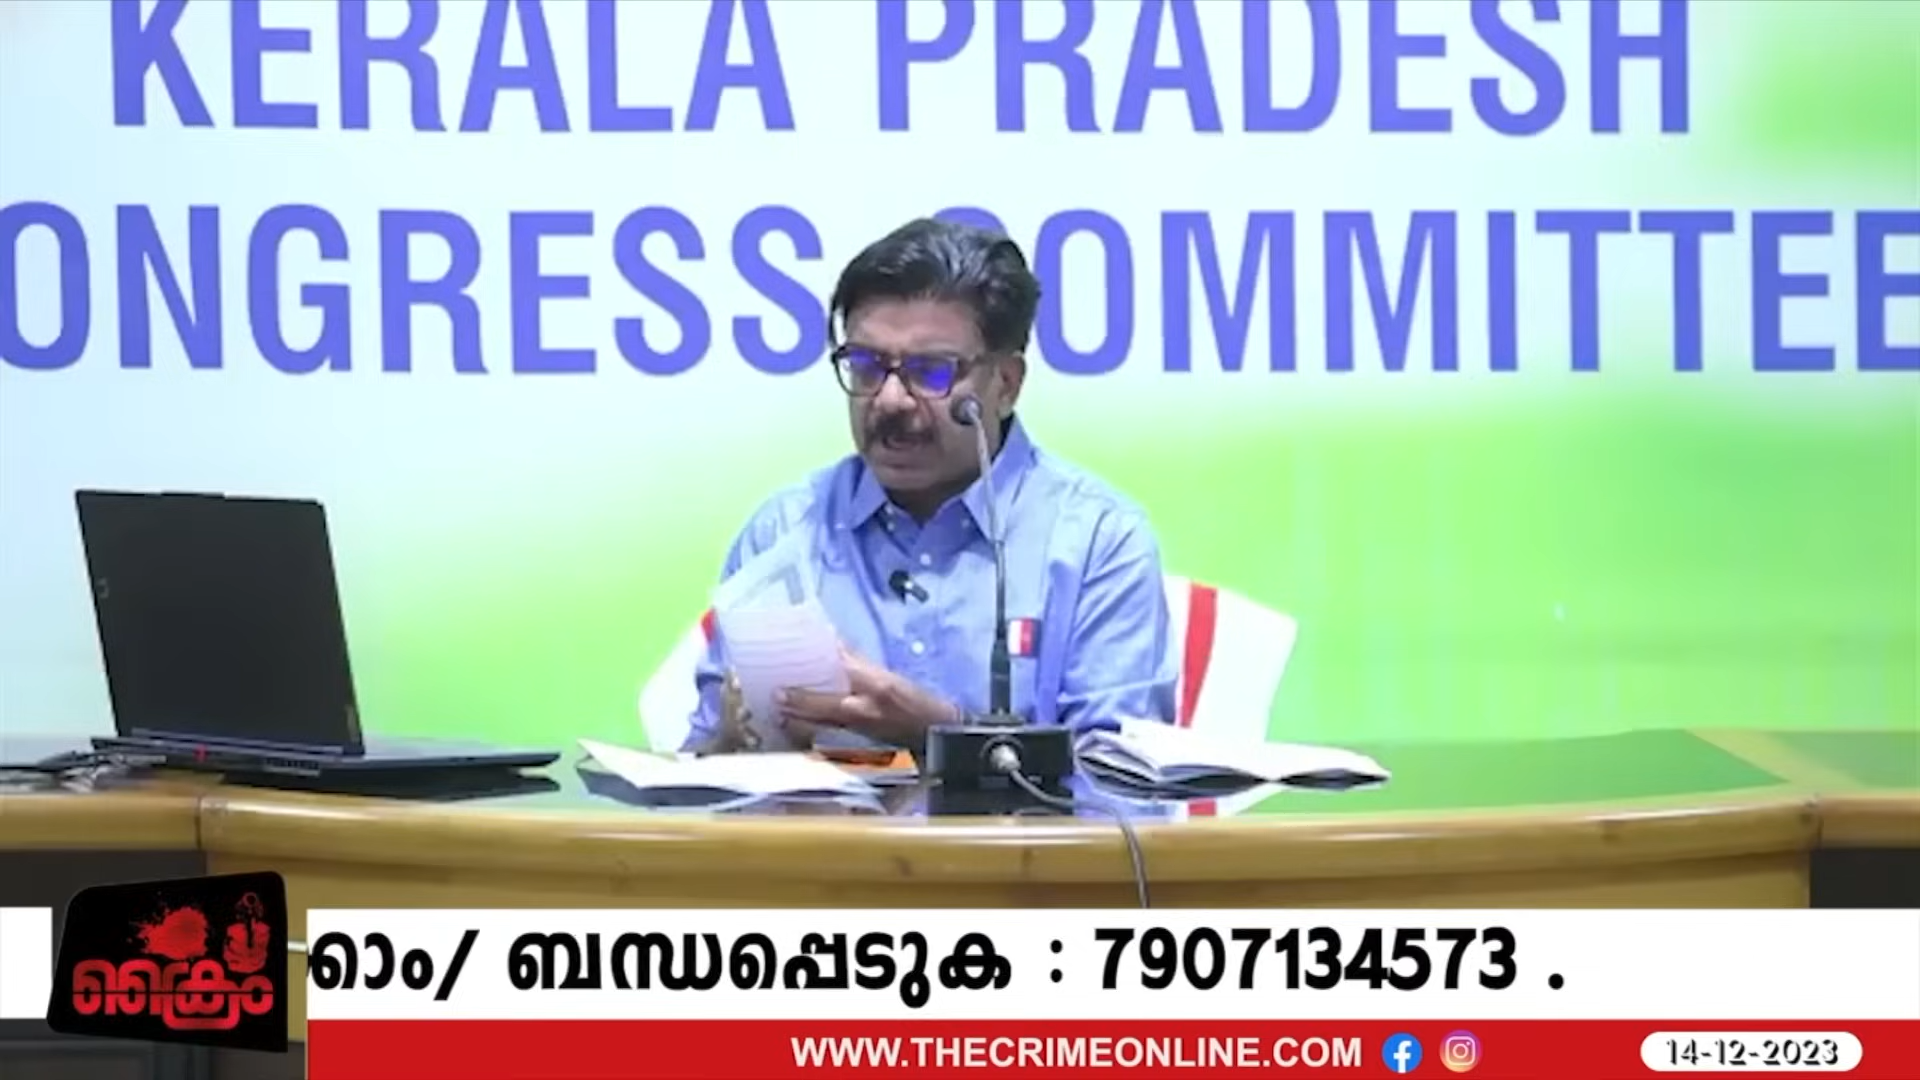 KERALA PRADESH
ONGRESS COMMITTEE
ാം/ ബന്ധപ്പെടുക : 7907134573 .
ക്രൈം
WWW.THECRIMEONLINE.COM
14-12-2023